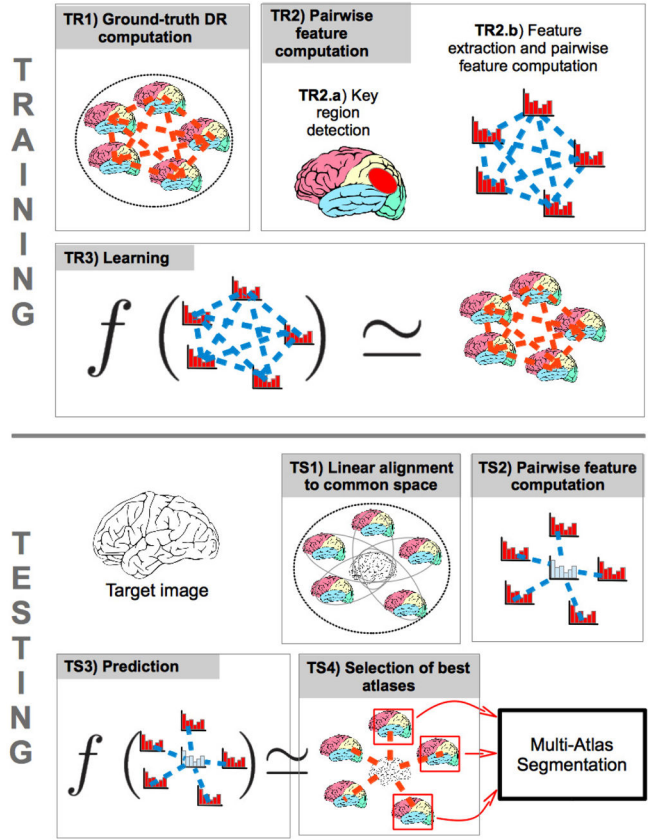 TRAINING
TR1) Ground-truth DR
computation
TR2) Pairwise
feature
computation
TR2.a) Key
region
detection
TR2.b) Feature
extraction and pairwise
feature computation
TR3) Learning
f ( ) ≃
TESTING
Target image
TS1) Linear alignment
to common space
TS2) Pairwise feature
computation
TS3) Prediction
f ( ) ≃
TS4) Selection of best
atlases
Multi-Atlas
Segmentation